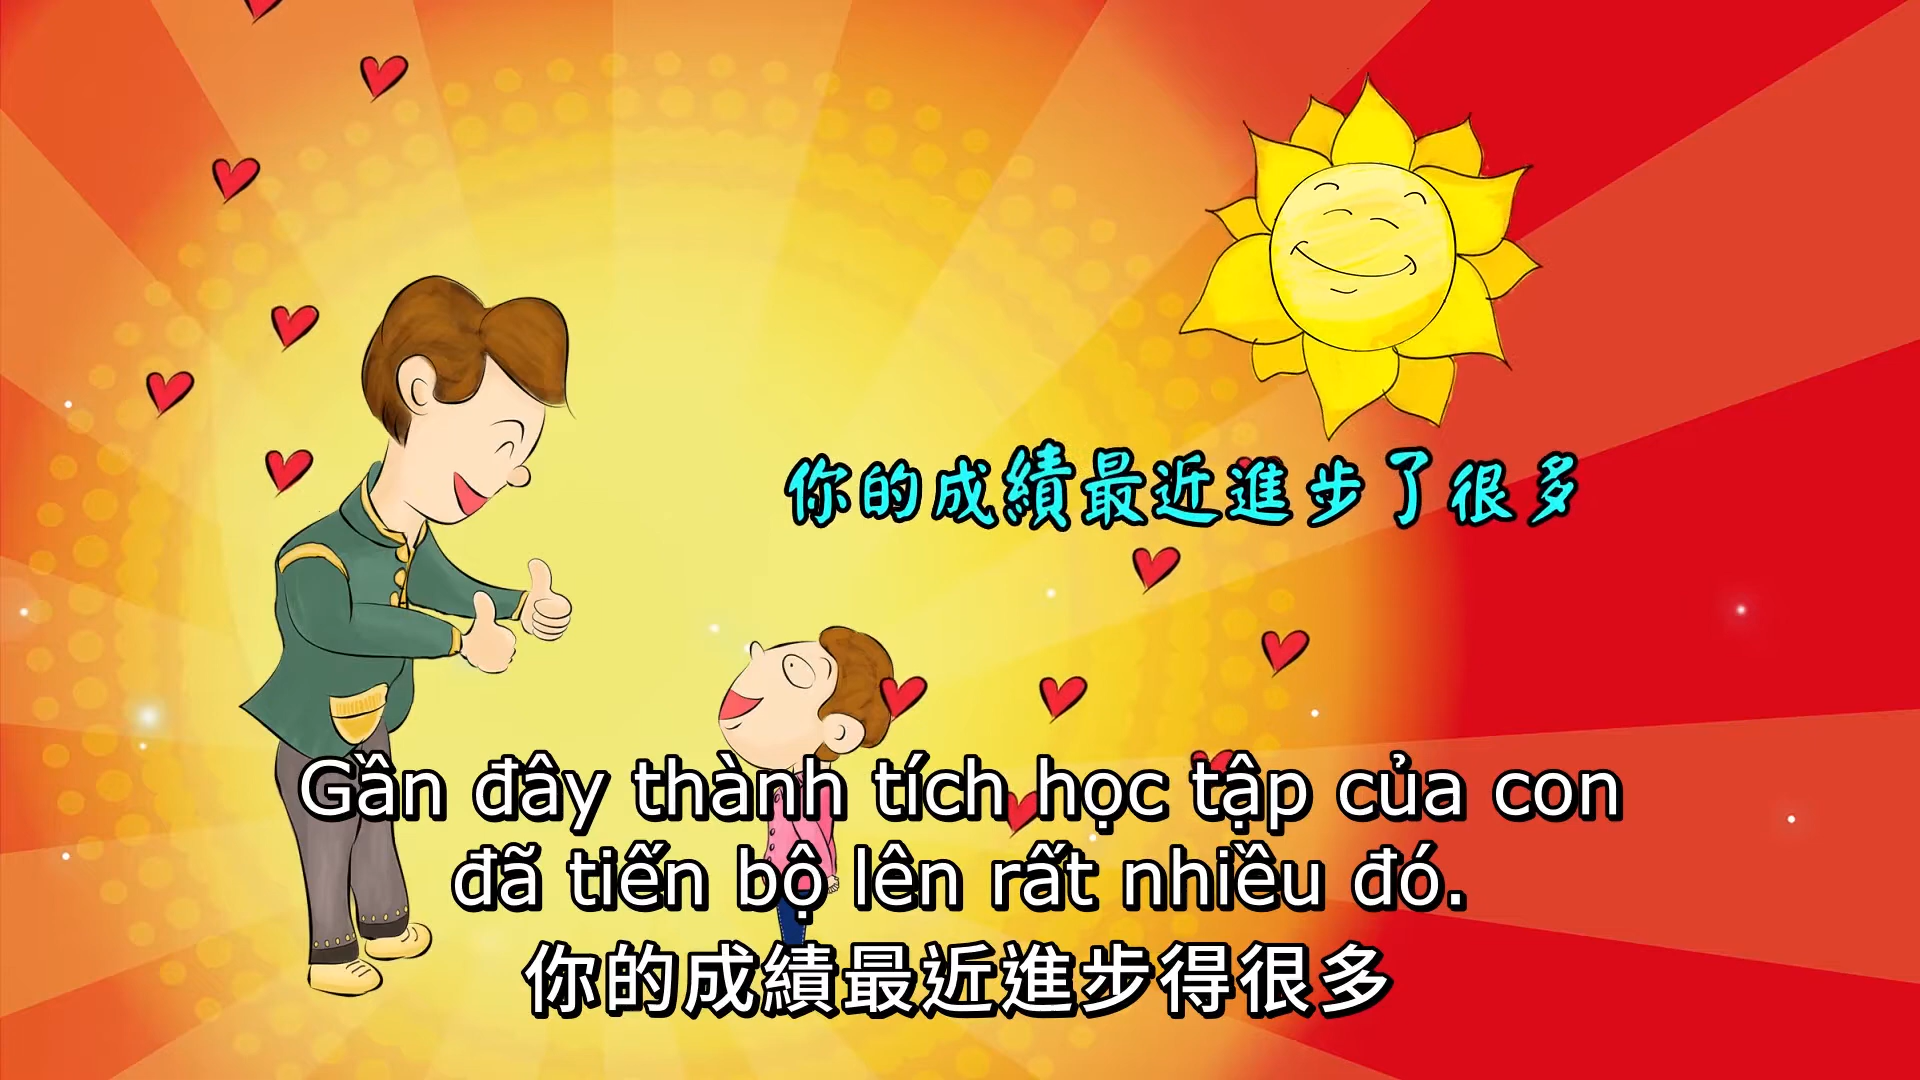 你的成績最近進步了很多
Gần đây thành tích học tập của con
đã tiến bộ lên rất nhiều đó.
你的成績最近進步得很多